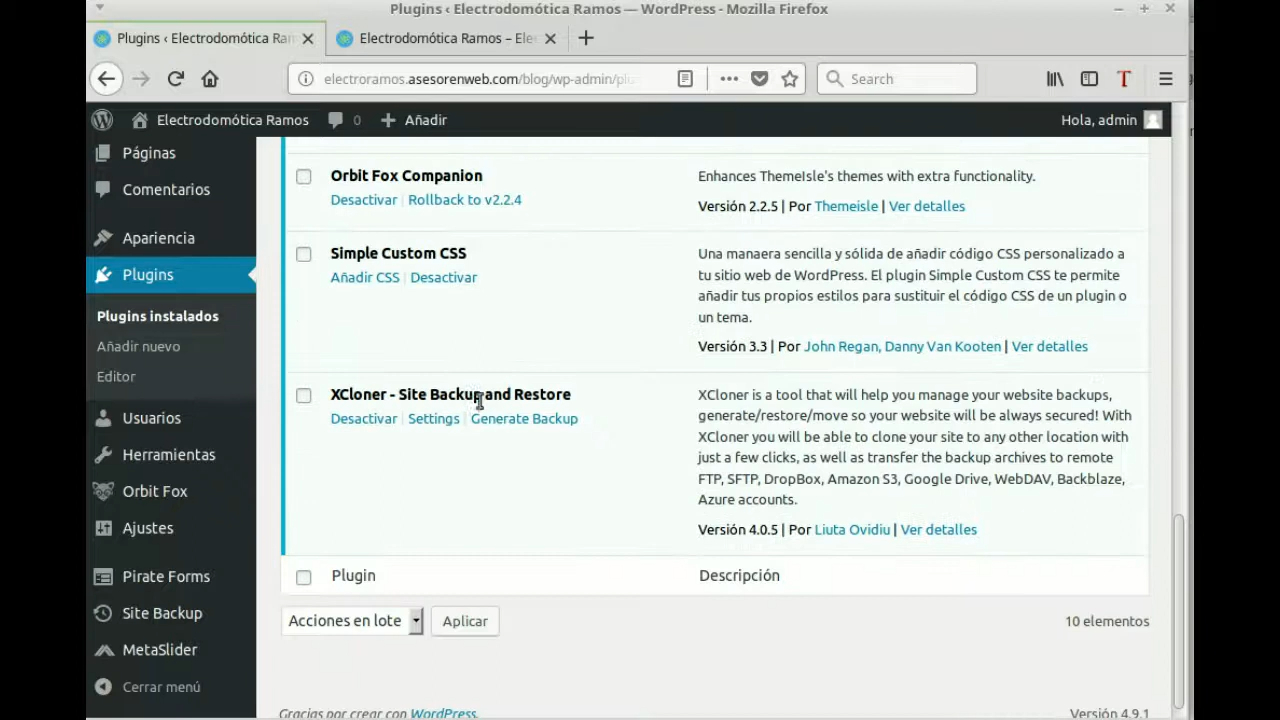 Plugins ‹ Electrodomótica Ramos — WordPress - Mozilla Firefox
Plugins ‹ Electrodomótica Ram
Electrodomótica Ramos – Ele
electroramos.asesorenweb.com/blog/wp-admin/plu
Search
Electrodomótica Ramos
0
Añadir
Hola, admin
Páginas
Comentarios
Apariencia
Plugins
Plugins instalados
Añadir nuevo
Editor
Usuarios
Herramientas
Orbit Fox
Ajustes
Pirate Forms
Site Backup
MetaSlider
Cerrar menú
Orbit Fox Companion
Desactivar | Rollback to v2.2.4
Enhances ThemeIsle's themes with extra functionality.
Versión 2.2.5 | Por Themeisle | Ver detalles
Simple Custom CSS
Añadir CSS | Desactivar
Una manaera sencilla y sólida de añadir código CSS personalizado a
tu sitio web de WordPress. El plugin Simple Custom CSS te permite
añadir tus propios estilos para sustituir el código CSS de un plugin o
un tema.
Versión 3.3 | Por John Regan, Danny Van Kooten | Ver detalles
XCloner - Site Backup and Restore
Desactivar | Settings | Generate Backup
XCloner is a tool that will help you manage your website backups,
generate/restore/move so your website will be always secured! With
XCloner you will be able to clone your site to any other location with
just a few clicks, as well as transfer the backup archives to remote
FTP, SFTP, DropBox, Amazon S3, Google Drive, WebDAV, Backblaze,
Azure accounts.
Versión 4.0.5 | Por Liuta Ovidiu | Ver detalles
Plugin
Descripción
Acciones en lote
Aplicar
10 elementos
Gracias por crear con WordPress.
Versión 4.9.1